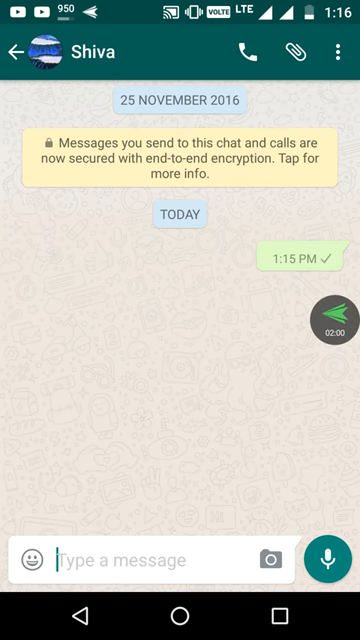 950
VOLTE
LTE
1:16
Shiva
25 NOVEMBER 2016
Messages you send to this chat and calls are
now secured with end-to-end encryption. Tap for
more info.
TODAY
1:15 PM
02:00
Type a message